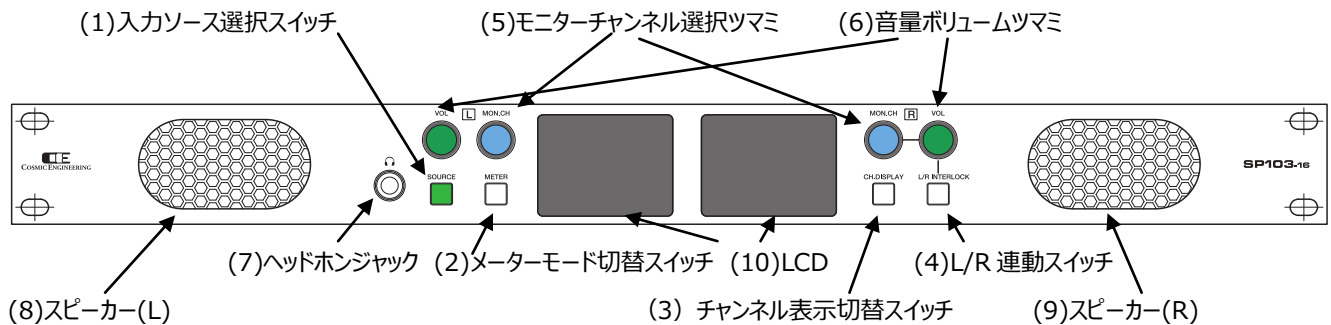 (1)入力ソース選択スイッチ (5)モニターチャンネル選択ツマミ (6)音量ボリュームツマミ
VOL L MON.CH MON.CH R VOL
COSMIC ENGINEERING
SP103-16
SOURCE METER CH.DISPLAY L/R INTERLOCK
(7)ヘッドホンジャック (2)メーターモード切替スイッチ (10)LCD (4)L/R 連動スイッチ
(8)スピーカー(L) (3) チャンネル表示切替スイッチ (9)スピーカー(R)